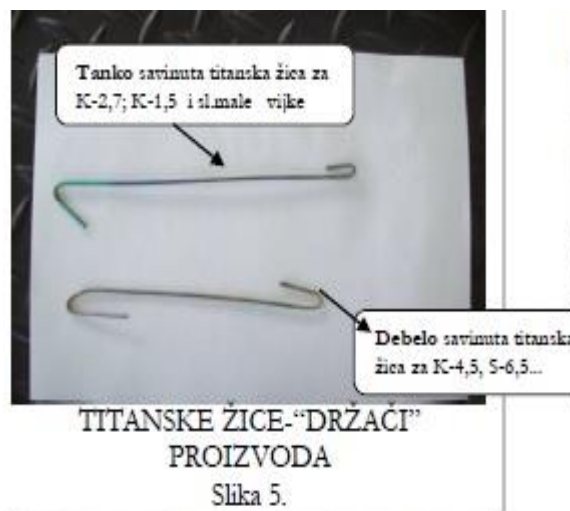 Tanko savinuta titanska žica za
K-2,7; K-1,5 i sl.male vijke
Debelo savinuta titanska
žica za K-4,5, S-6,5...
TITANSKE ŽICE-“DRŽAČI”
PROIZVODA
Slika 5.